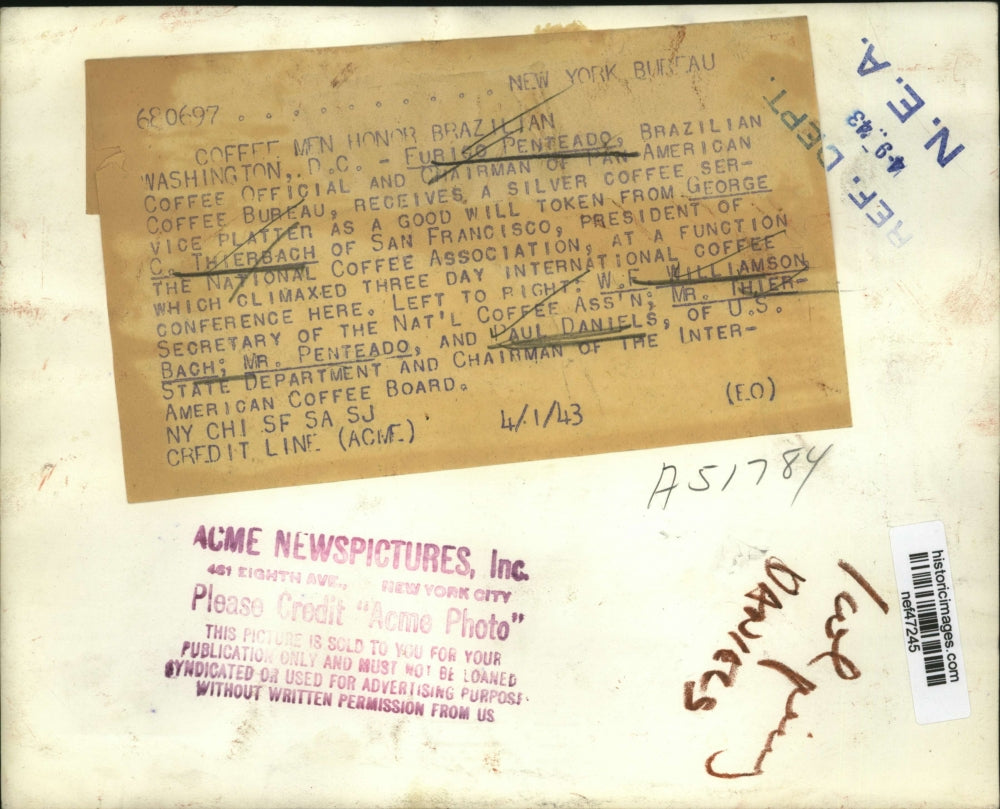 680697 . . . . . . . . . . NEW YORK BUREAU
COFFEE MEN HONOR BRAZILIAN
WASHINGTON, D.C. - EURICO PENTEADO, BRAZILIAN
COFFEE OFFICIAL AND CHAIRMAN OF PAN AMERICAN
COFFEE BUREAU, RECEIVES A SILVER COFFEE SER-
VICE PLATTER AS A GOOD WILL TOKEN FROM GEORGE
C. THIERBACH OF SAN FRANCISCO, PRESIDENT OF
THE NATIONAL COFFEE ASSOCIATION, AT A FUNCTION
WHICH CLIMAXED THREE DAY INTERNATIONAL COFFEE
CONFERENCE HERE. LEFT TO RIGHT: W.F. WILLIAMSON
SECRETARY OF THE NAT'L COFFEE ASS'N; MR. THIER-
BACH; MR. PENTEADO, AND PAUL DANIELS, OF U.S.
STATE DEPARTMENT AND CHAIRMAN OF THE INTER-
AMERICAN COFFEE BOARD.
NY CHI SF SA SJ
CREDIT LINE (ACME) 4/1/43 (EO)
REF. DEPT.
4-9-43
N. E. A.
A51784
ACME NEWSPICTURES, Inc.
461 EIGHTH AVE., NEW YORK CITY
Please Credit "Acme Photo"
THIS PICTURE IS SOLD TO YOU FOR YOUR
PUBLICATION ONLY AND MUST NOT BE LOANED
SYNDICATED OR USED FOR ADVERTISING PURPOSE
WITHOUT WRITTEN PERMISSION FROM US
DANIELS
historicimages.com
nef47245